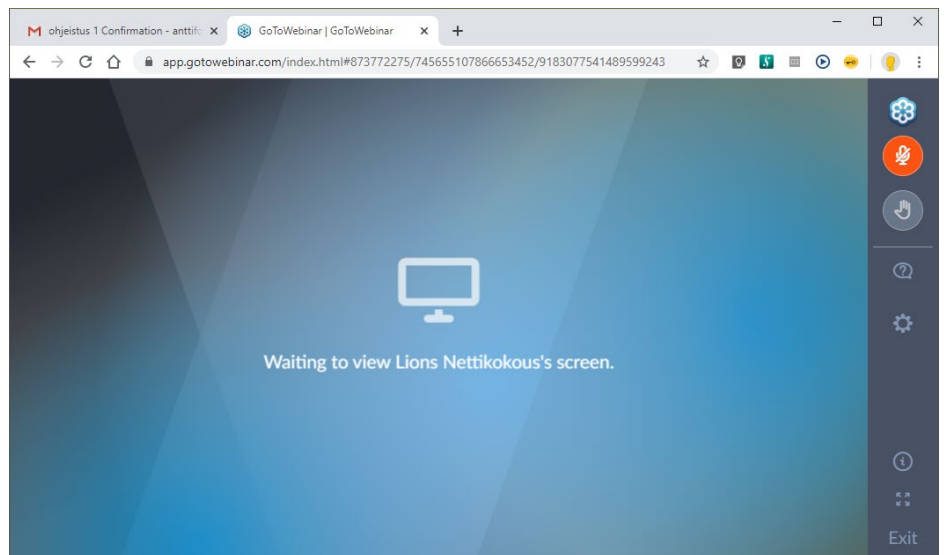 ohjeistus 1 Confirmation - anttifo
GoToWebinar | GoToWebinar
app.gotowebinar.com/index.html#873772275/745655107866653452/9183077541489599243
Waiting to view Lions Nettikokous's screen.
Exit